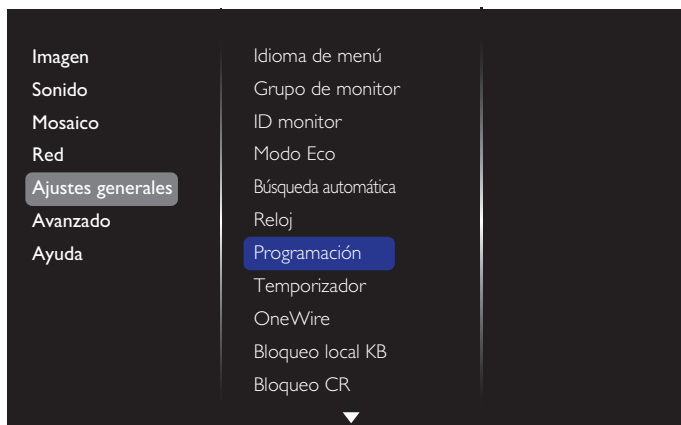 Imagen
Sonido
Mosaico
Red
Ajustes generales
Avanzado
Ayuda
Idioma de menú
Grupo de monitor
ID monitor
Modo Eco
Búsqueda automática
Reloj
Programación
Temporizador
OneWire
Bloqueo local KB
Bloqueo CR